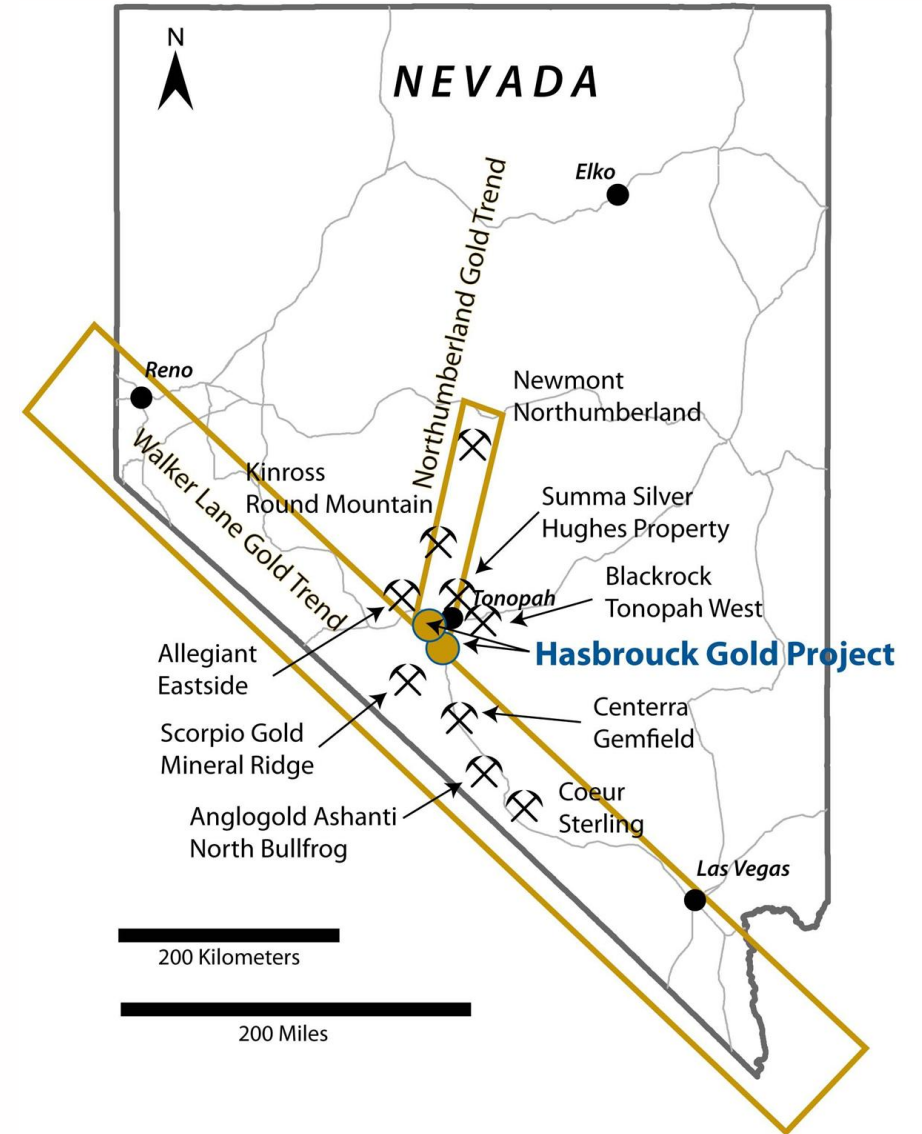 N
NEVADA
Elko
Northumberland Gold Trend
Reno
Newmont
Northumberland
Walker Lane Gold Trend
Kinross
Round Mountain
Summa Silver
Hughes Property
Blackrock
Tonopah West
Tonopah
Hasbrouck Gold Project
Allegiant
Eastside
Centerra
Gemfield
Scorpio Gold
Mineral Ridge
Coeur
Sterling
Anglogold Ashanti
North Bullfrog
Las Vegas
200 Kilometers
200 Miles